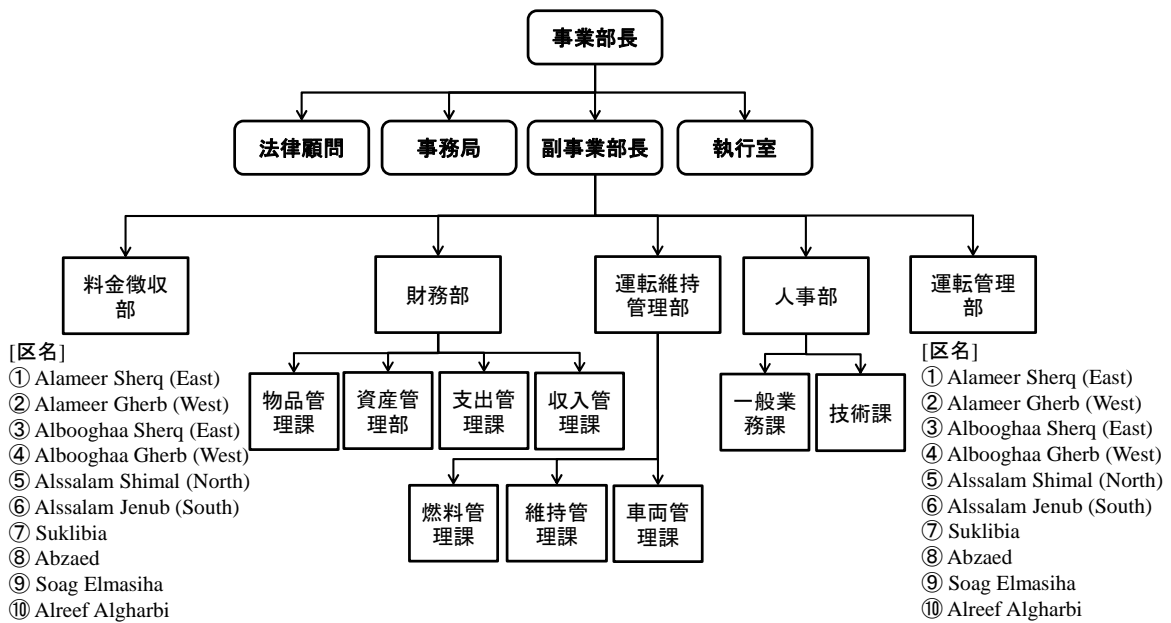 事業部長
法律顧問
事務局
副事業部長
執行室
料金徴収
部
財務部
運転維持
管理部
人事部
運転管理
部
[区名]
① Alameer Sherq (East)
② Alameer Gherb (West)
③ Albooghaa Sherq (East)
④ Albooghaa Gherb (West)
⑤ Alssalam Shimal (North)
⑥ Alssalam Jenub (South)
⑦ Suklibia
⑧ Abzaed
⑨ Soag Elmasiha
⑩ Alreef Algharbi
物品管
理課
資産管
理部
支出管
理課
収入管
理課
燃料管
理課
維持管
理課
車両管
理課
一般業
務課
技術課
[区名]
① Alameer Sherq (East)
② Alameer Gherb (West)
③ Albooghaa Sherq (East)
④ Albooghaa Gherb (West)
⑤ Alssalam Shimal (North)
⑥ Alssalam Jenub (South)
⑦ Suklibia
⑧ Abzaed
⑨ Soag Elmasiha
⑩ Alreef Algharbi